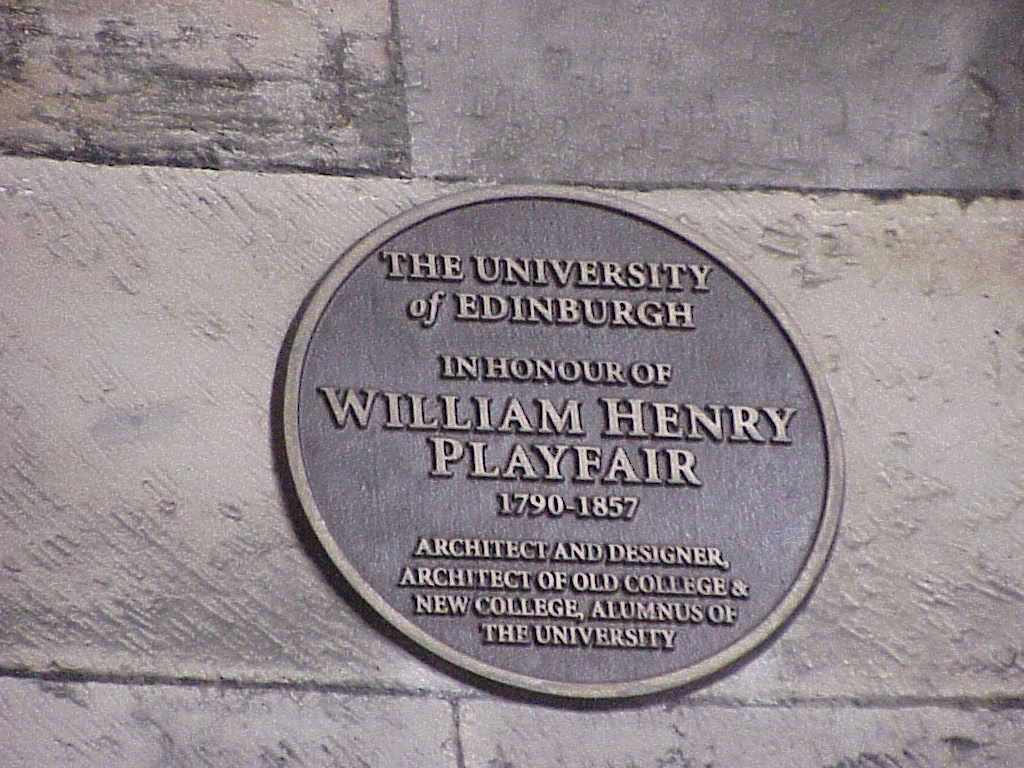 THE UNIVERSITY
of EDINBURGH
IN HONOUR OF
WILLIAM HENRY
PLAYFAIR
1790-1857
ARCHITECT AND DESIGNER,
ARCHITECT OF OLD COLLEGE &
NEW COLLEGE, ALUMNUS OF
THE UNIVERSITY